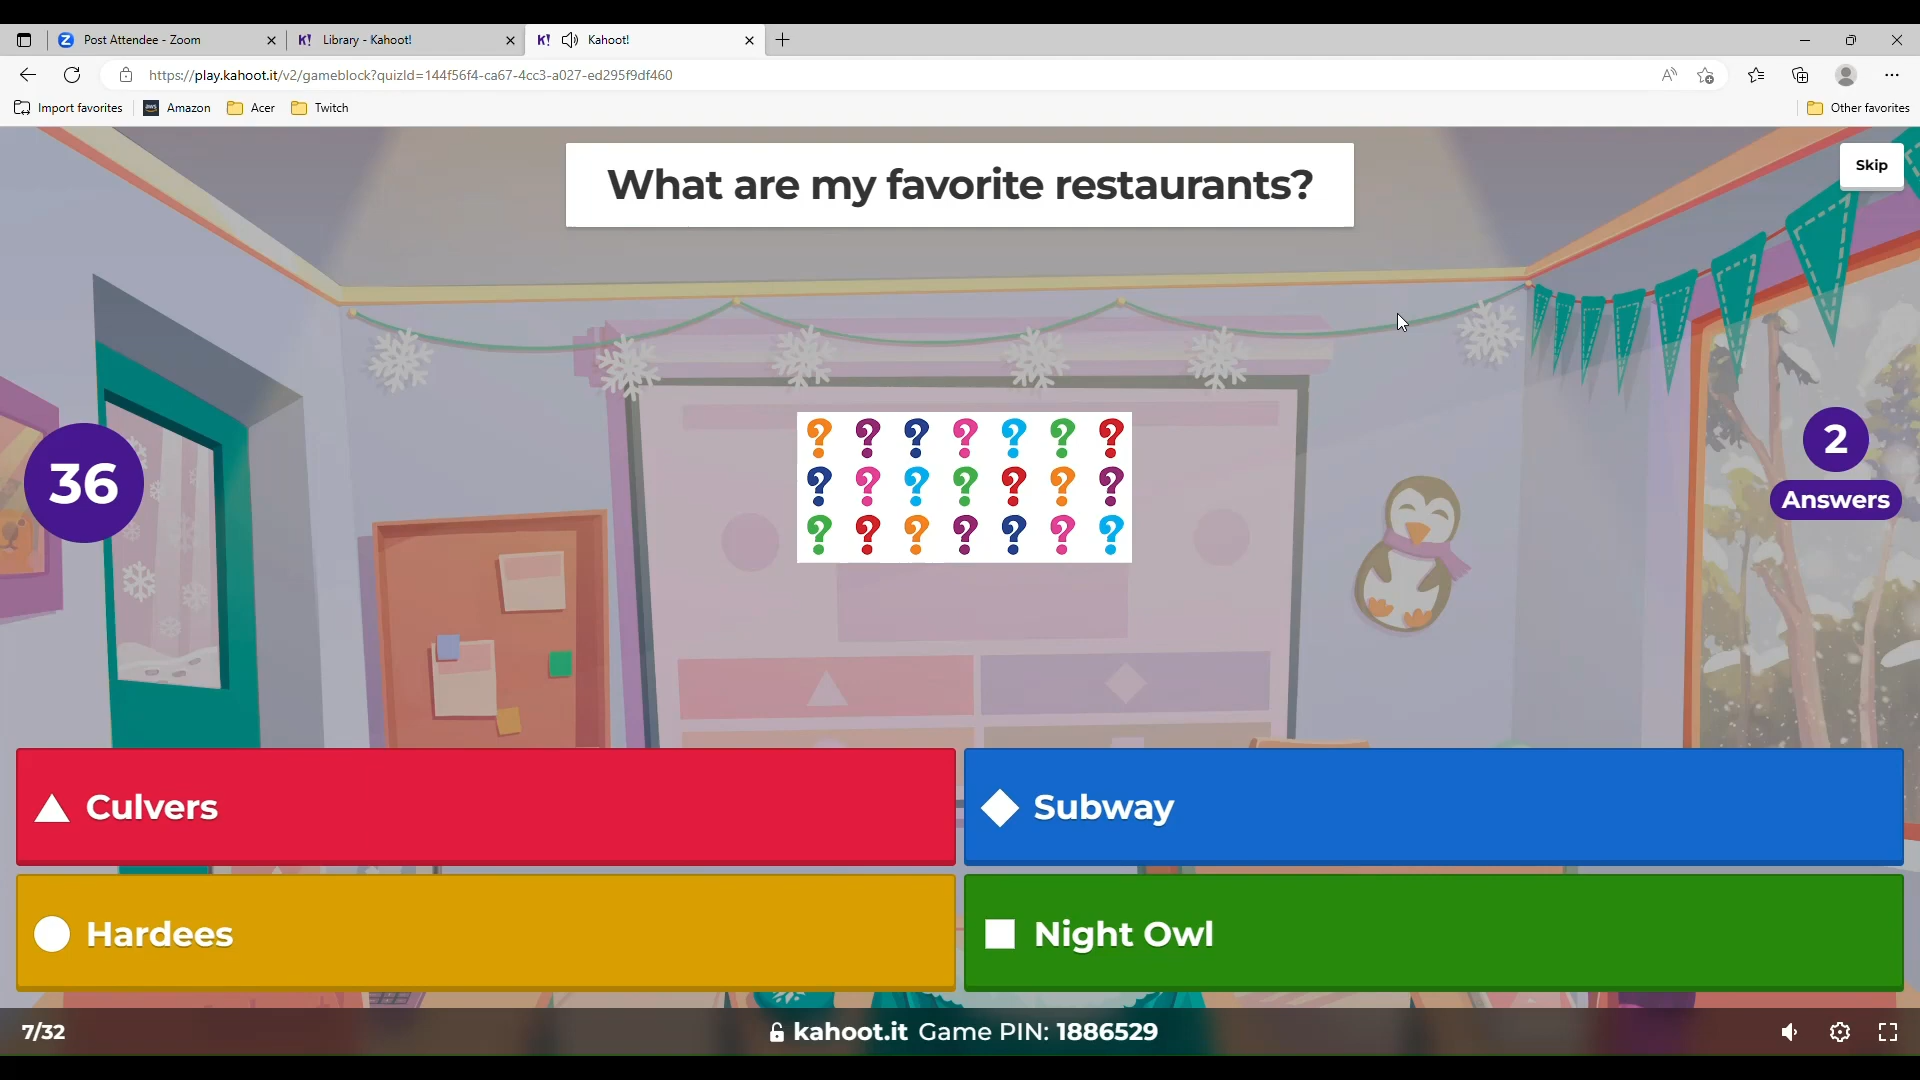 Post Attendee - Zoom
K! Library - Kahoot!
K! Kahoot!
https://play.kahoot.it/v2/gameblock?quizId=144f56f4-ca67-4cc3-a027-ed295f9df460
Import favorites
aws Amazon
Acer
Twitch
Other favorites
What are my favorite restaurants?
Skip
? ? ? ? ? ? ?
? ? ? ? ? ? ?
? ? ? ? ? ? ?
36
2
Answers
Culvers
Subway
Hardees
Night Owl
7/32
kahoot.it Game PIN: 1886529